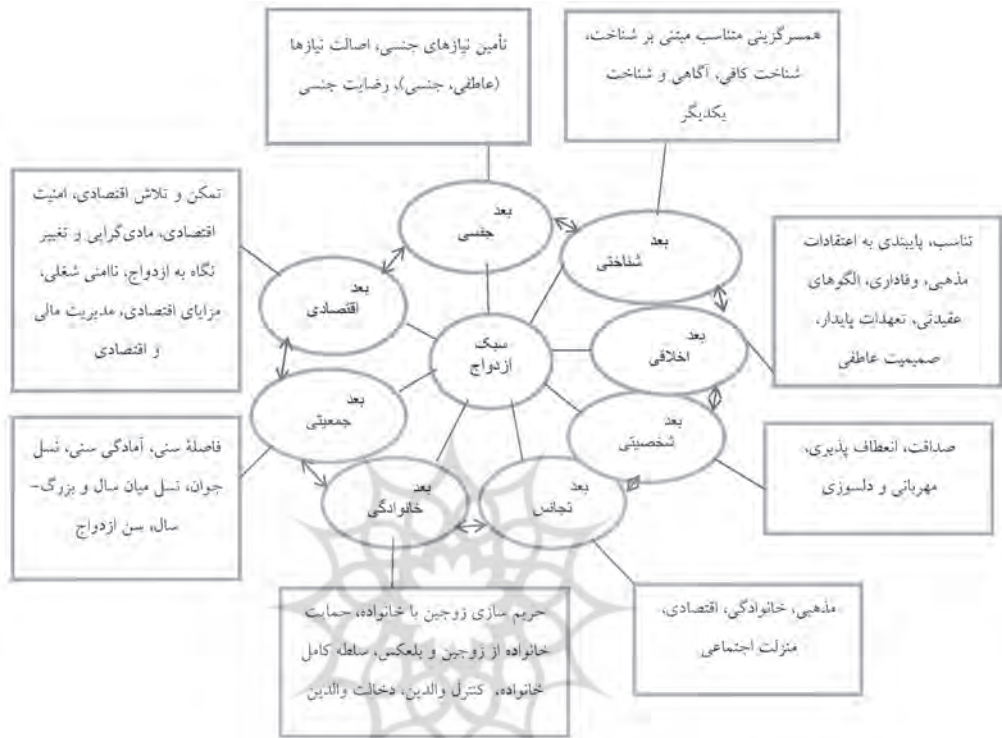 همسرگزینی متناسب مبتنی بر شناخت،
شناخت کافی، آگاهی و شناخت
یکدیگر
تأمین نیازهای جنسی، اصالت نیازها
(عاطفی، جنسی)، رضایت جنسی
تمکن و تلاش اقتصادی، امنیت
اقتصادی، مادی‌گرایی و تغییر
نگاه به ازدواج، ناامنی شغلی،
مزایای اقتصادی، مدیریت مالی
و اقتصادی
تناسب، پایبندی به اعتقادات
مذهبی، وفاداری، الگوهای
عقیدتی، تعهدات پایدار،
صمیمیت عاطفی
بعد
جنسی
بعد
شناختی
بعد
اقتصادی
بعد
اخلاقی
سبک
ازدواج
بعد
جمعیتی
بعد
شخصیتی
بعد
خانوادگی
بعد
تجانس
فاصلهٔ سنی، آمادگی سنی، نسل
جوان، نسل میان سال و بزرگ-
سال، سن ازدواج
صداقت، انعطاف پذیری،
مهربانی و دلسوزی
حریم سازی زوجین با خانواده، حمایت
خانواده از زوجین و بلعکس، سلطه کامل
خانواده، کنترل والدین، دخالت والدین
مذهبی، خانوادگی، اقتصادی،
منزلت اجتماعی